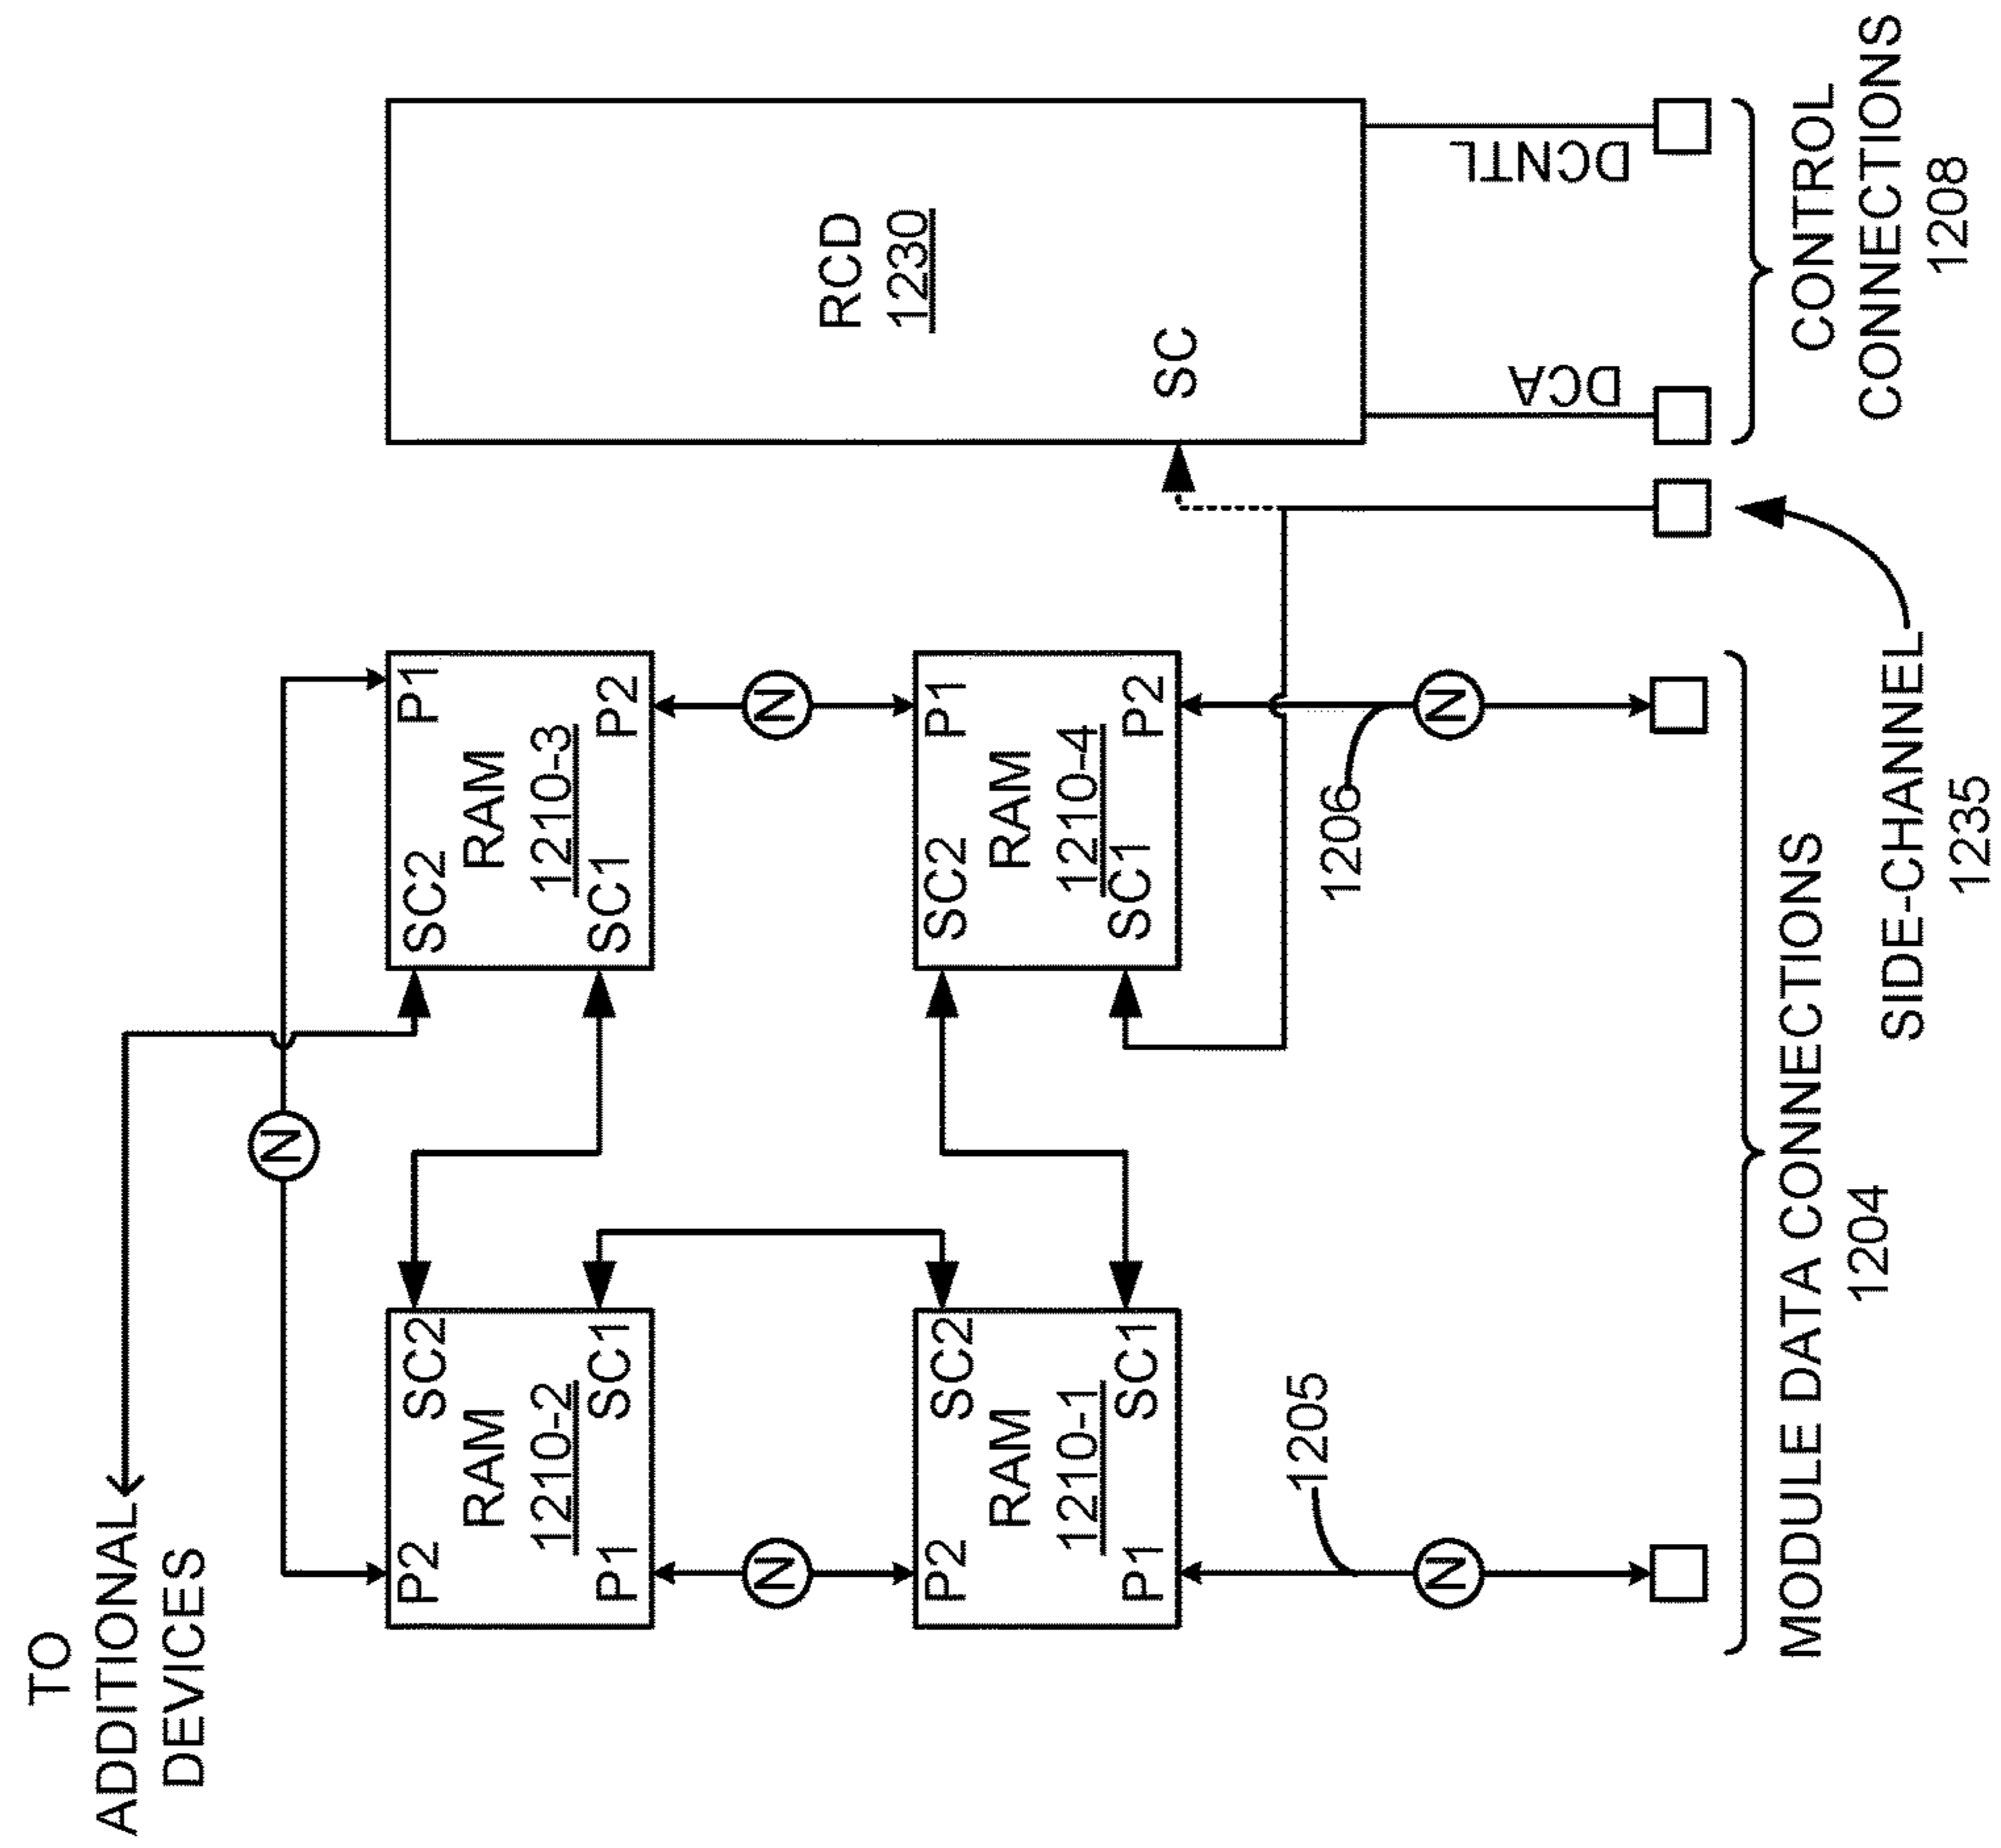 TO
ADDITIONAL
DEVICES
N
P2
SC2
RAM
1210-2
P1
SC1
SC2
P1
RAM
1210-3
SC1
P2
N
N
P2
SC2
RAM
1210-1
P1
SC1
SC2
P1
RAM
1210-4
SC1
P2
1205
N
1206
N
RCD
1230
SC
DCA
DCNTL
MODULE DATA CONNECTIONS
1204
SIDE-CHANNEL
1235
CONTROL
CONNECTIONS
1208